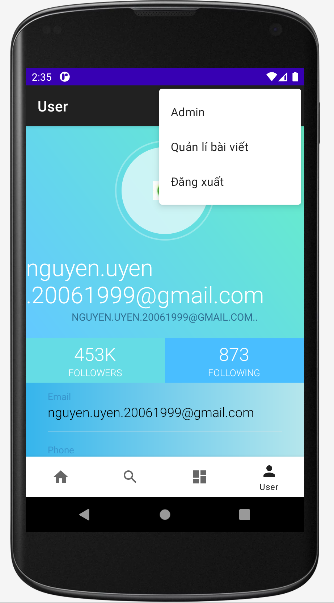 2:35
User
Admin
Quản lí bài viết
Đăng xuất
nguyen.uyen
.20061999@gmail.com
NGUYEN.UYEN.20061999@GMAIL.COM..
453K
FOLLOWERS
873
FOLLOWING
Email
nguyen.uyen.20061999@gmail.com
Phone
User